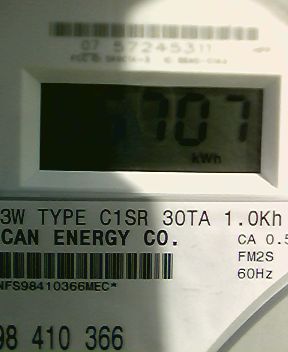 07 57245311
707
kWh
3W TYPE C1SR 30TA 1.0Kh
CAN ENERGY CO.
CA 0.5
FM2S
60Hz
NFS98410366MEC*
98 410 366